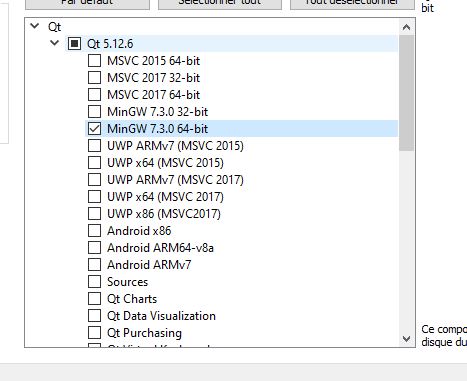 Par défaut
Sélectionner tout
Tout désélectionner
bit
Qt
Qt 5.12.6
MSVC 2015 64-bit
MSVC 2017 32-bit
MSVC 2017 64-bit
MinGW 7.3.0 32-bit
MinGW 7.3.0 64-bit
UWP ARMv7 (MSVC 2015)
UWP x64 (MSVC 2015)
UWP ARMv7 (MSVC 2017)
UWP x64 (MSVC 2017)
UWP x86 (MSVC2017)
Android x86
Android ARM64-v8a
Android ARMv7
Sources
Qt Charts
Qt Data Visualization
Qt Purchasing
Ce compo
disque du